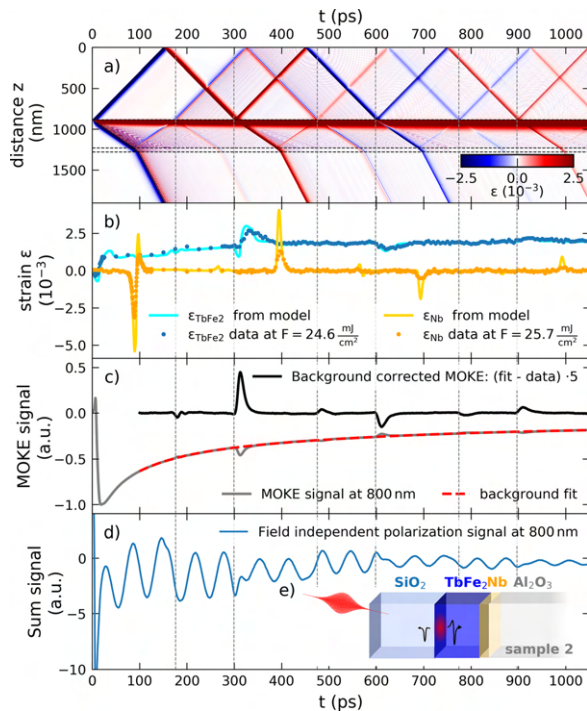 t (ps)
0 100 200 300 400 500 600 700 800 900 1000
a)
distance z
(nm)
0
500
1000
1500
−2.5 0.0 2.5
ε (10⁻³)
b)
strain ε
(10⁻³)
2.5
0.0
−2.5
−5.0
ε_TbFe2 from model
ε_Nb from model
ε_TbFe2 data at F = 24.6 mJ/cm²
ε_Nb data at F = 25.7 mJ/cm²
c)
MOKE signal
(a.u.)
0.5
0.0
−0.5
−1.0
Background corrected MOKE: (fit - data) ·5
MOKE signal at 800 nm
background fit
d)
Sum signal
(a.u.)
0
−5
−10
Field independent polarization signal at 800 nm
e)
SiO₂ TbFe₂ Nb Al₂O₃
sample 2
0 100 200 300 400 500 600 700 800 900 1000
t (ps)